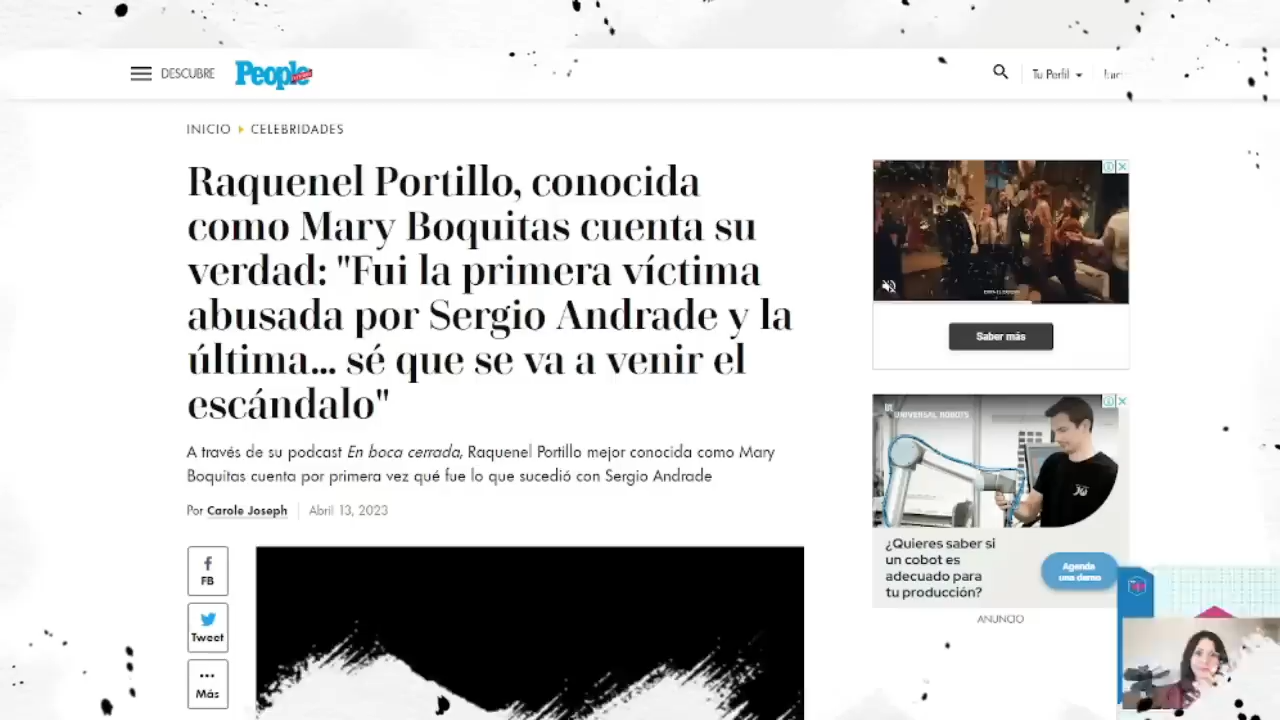 DESCUBRE
People
Tu Perfil
INICIO
CELEBRIDADES
Raquenel Portillo, conocida
como Mary Boquitas cuenta su
verdad: "Fui la primera víctima
abusada por Sergio Andrade y la
última... sé que se va a venir el
escándalo"
A través de su podcast En boca cerrada, Raquenel Portillo mejor conocida como Mary
Boquitas cuenta por primera vez qué fue lo que sucedió con Sergio Andrade
Por Carole Joseph
Abril 13, 2023
FB
Tweet
Más
Saber más
UNIVERSAL ROBOTS
¿Quieres saber si
un cobot es
adecuado para
tu producción?
Agenda
una demo
ANUNCIO